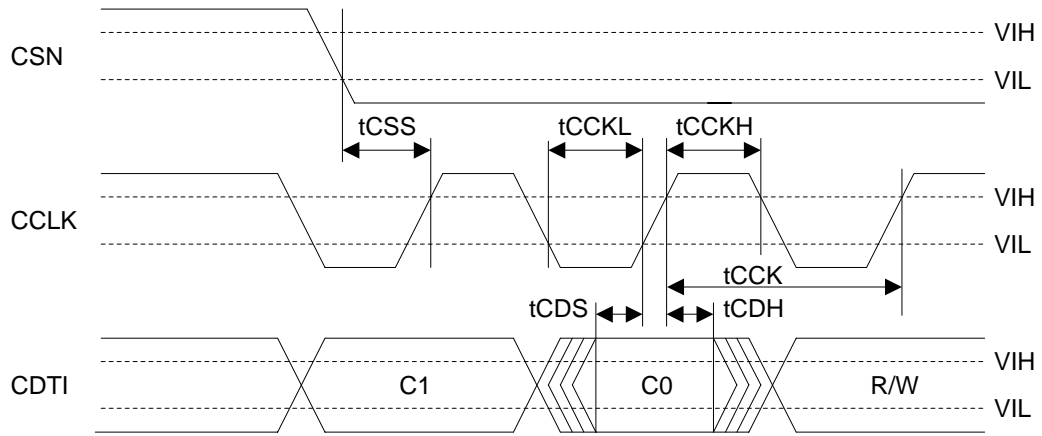 VIH
CSN
VIL
tCSS tCCKL tCCKH
VIH
CCLK
VIL
tCCK
tCDS tCDH
VIH
CDTI C1 C0 R/W
VIL